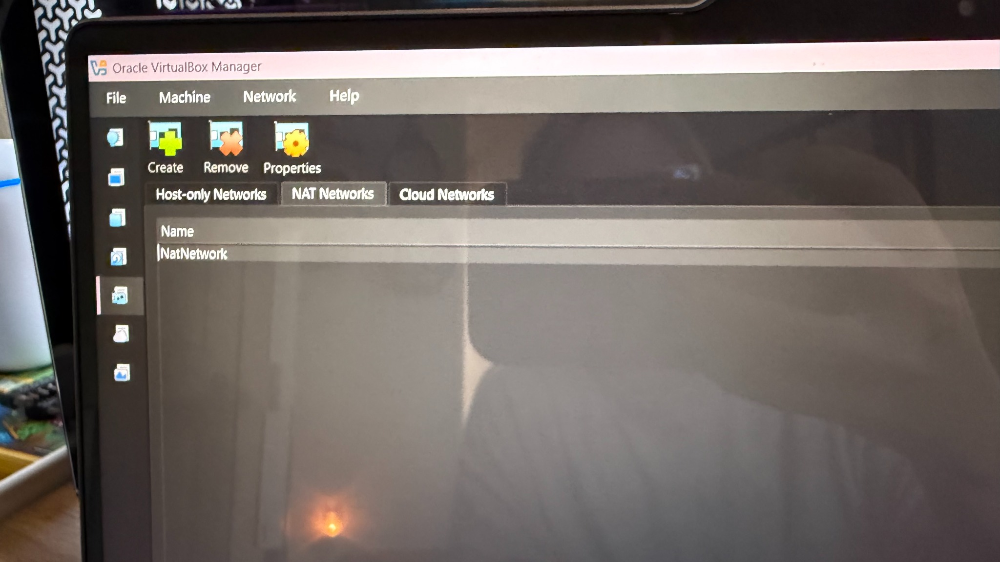 Oracle VirtualBox Manager
File Machine Network Help
Create Remove Properties
Host-only Networks NAT Networks Cloud Networks
Name
NatNetwork